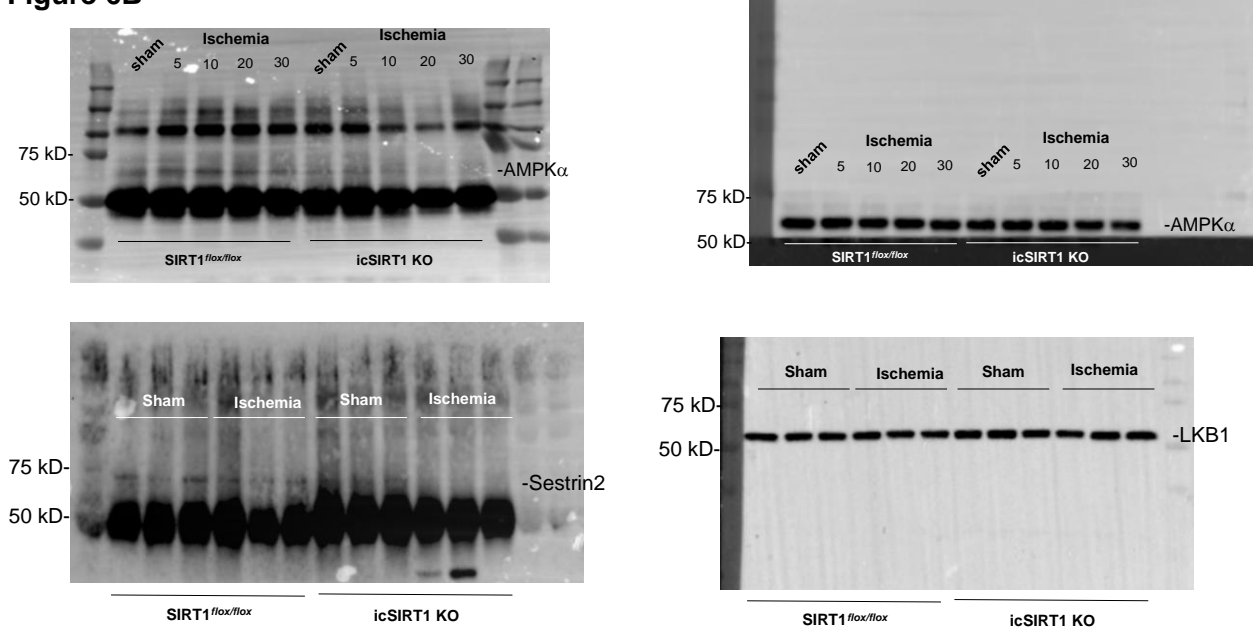 Ischemia
Ischemia
sham 5 10 20 30 sham 5 10 20 30
75 kD-
-AMPKα
50 kD-
SIRT1flox/flox
icSIRT1 KO
Ischemia
Ischemia
sham 5 10 20 30 sham 5 10 20 30
75 kD-
-AMPKα
50 kD-
SIRT1flox/flox
icSIRT1 KO
Sham Ischemia Sham Ischemia
75 kD-
-Sestrin2
50 kD-
SIRT1flox/flox
icSIRT1 KO
Sham Ischemia Sham Ischemia
75 kD-
-LKB1
50 kD-
SIRT1flox/flox
icSIRT1 KO